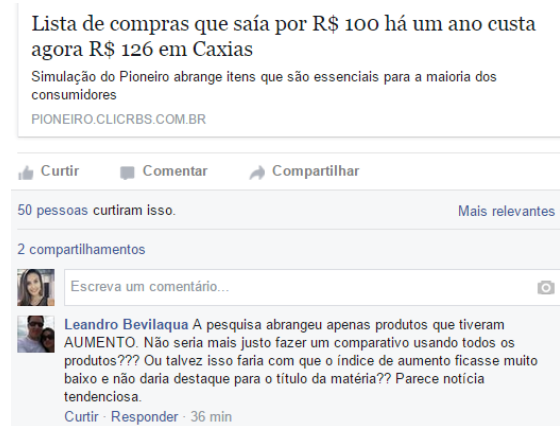 Lista de compras que saía por R$ 100 há um ano custa
agora R$ 126 em Caxias
Simulação do Pioneiro abrange itens que são essenciais para a maioria dos
consumidores
PIONEIRO.CLICRBS.COM.BR
Curtir Comentar Compartilhar
50 pessoas curtiram isso. Mais relevantes
2 compartilhamentos
Escreva um comentário...
Leandro Bevilaqua A pesquisa abrangeu apenas produtos que tiveram
AUMENTO. Não seria mais justo fazer um comparativo usando todos os
produtos??? Ou talvez isso faria com que o índice de aumento ficasse muito
baixo e não daria destaque para o título da matéria?? Parece notícia
tendenciosa.
Curtir · Responder · 36 min